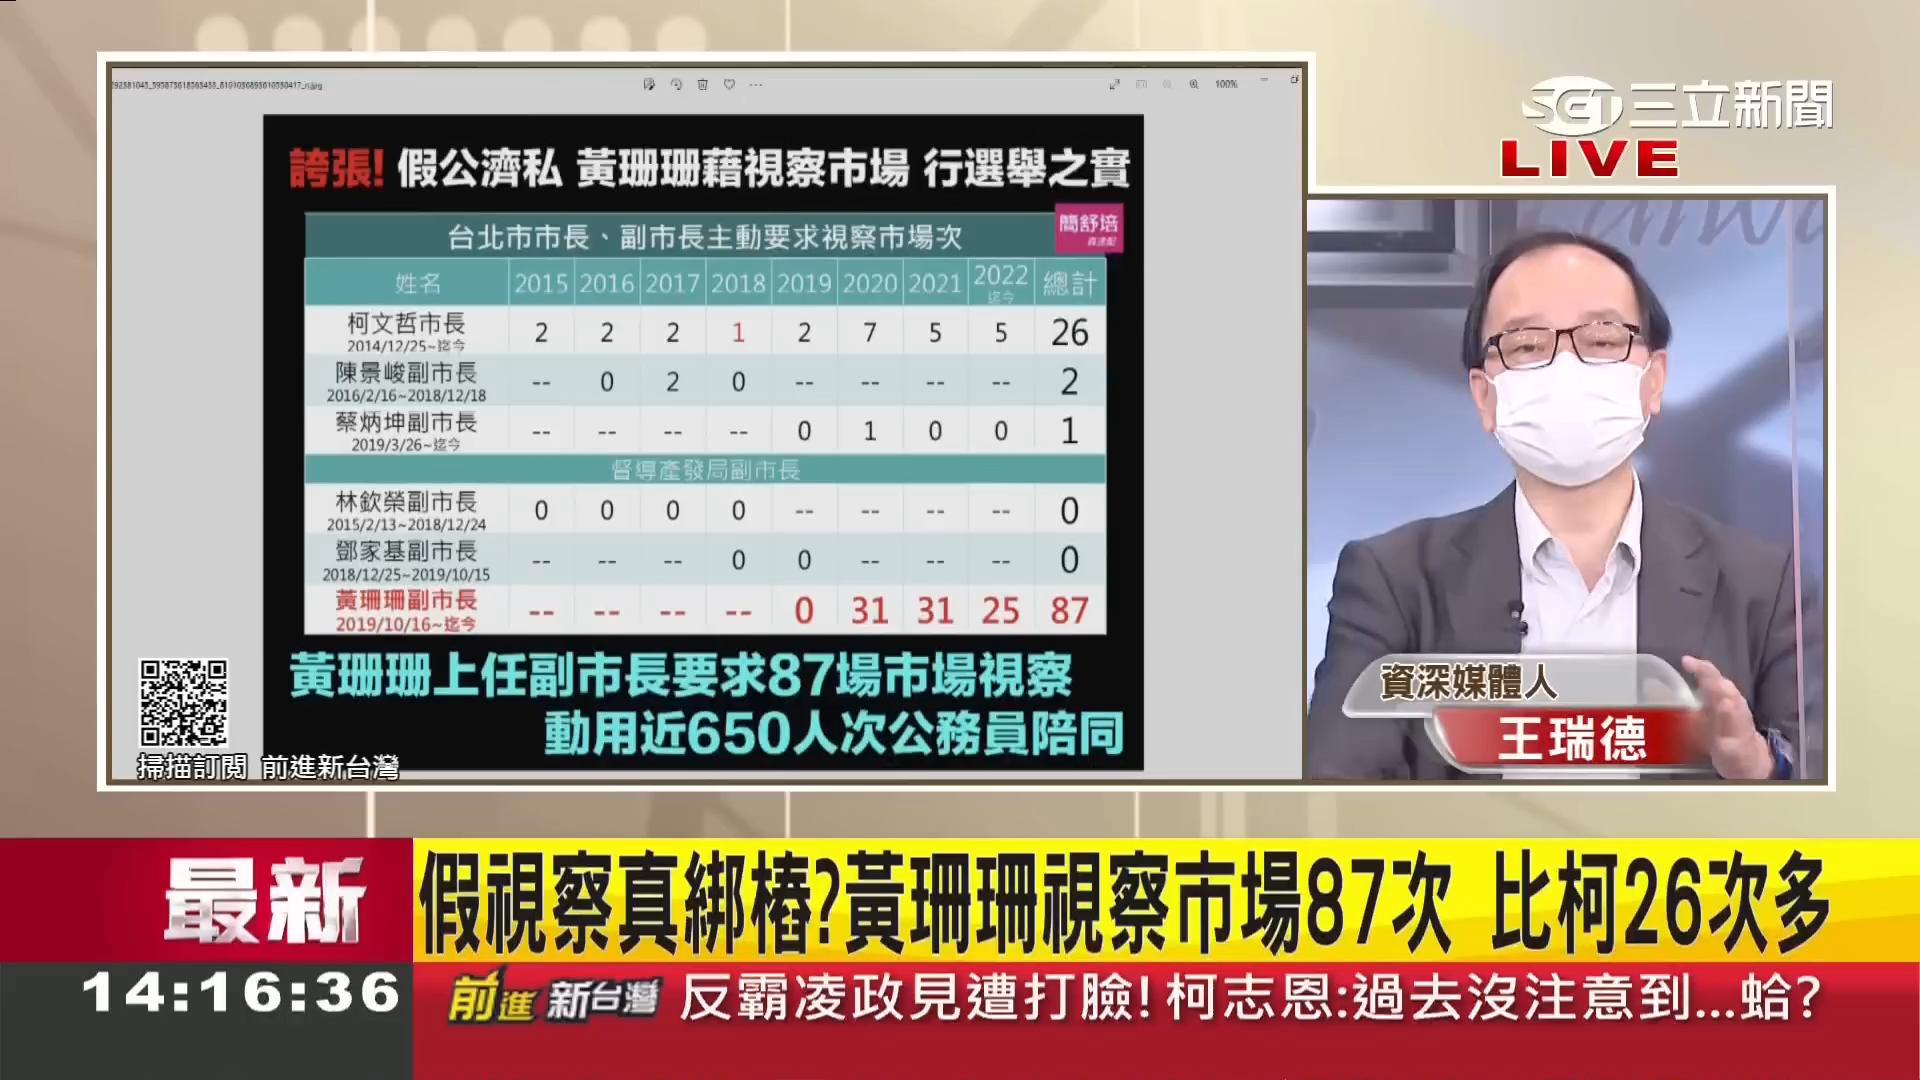 292381043_595875618565453_8101036893610550417_n.jpg
100%
SET三立新聞
LIVE
誇張! 假公濟私 黃珊珊藉視察市場 行選舉之實
台北市市長、副市長主動要求視察市場次
簡舒培
姓名 2015 2016 2017 2018 2019 2020 2021 2022迄今 總計
柯文哲市長 2 2 2 1 2 7 5 5 26
2014/12/25~迄今
陳景峻副市長 -- 0 2 0 -- -- -- -- 2
2016/2/16~2018/12/18
蔡炳坤副市長 -- -- -- -- 0 1 0 0 1
2019/3/26~迄今
督導產發局副市長
林欽榮副市長 0 0 0 0 -- -- -- -- 0
2015/2/13~2018/12/24
鄧家基副市長 -- -- -- 0 0 -- -- -- 0
2018/12/25~2019/10/15
黃珊珊副市長 -- -- -- -- 0 31 31 25 87
2019/10/16~迄今
黃珊珊上任副市長要求87場市場視察
動用近650人次公務員陪同
掃描訂閱 前進新台灣
資深媒體人
王瑞德
最新
假視察真綁樁?黃珊珊視察市場87次 比柯26次多
14:16:36
前進新台灣
反霸凌政見遭打臉!柯志恩:過去沒注意到...蛤?